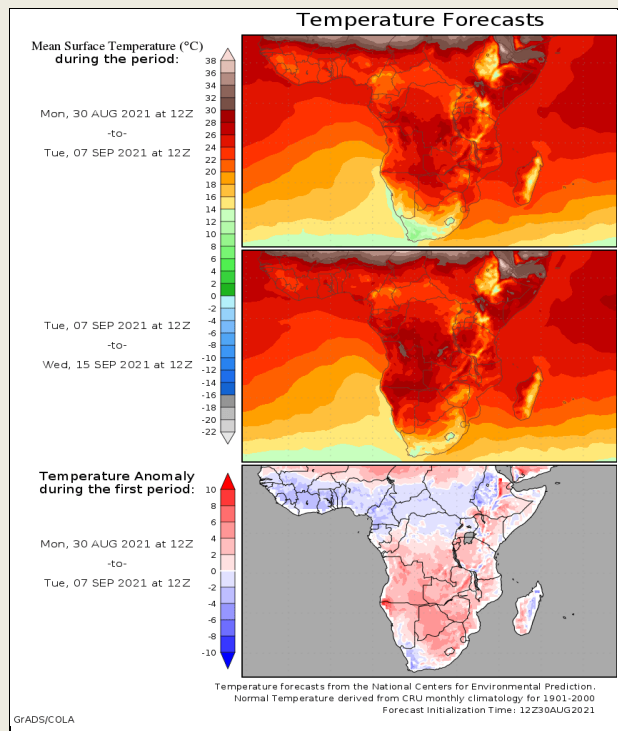 Temperature Forecasts
Mean Surface Temperature (°C)
during the period:
Mon, 30 AUG 2021 at 12Z
-to-
Tue, 07 SEP 2021 at 12Z
38
36
34
32
30
28
26
24
22
20
18
16
14
12
10
8
6
4
2
0
-2
-4
-6
-8
-10
-12
-14
-16
-18
-20
-22
Tue, 07 SEP 2021 at 12Z
-to-
Wed, 15 SEP 2021 at 12Z
Temperature Anomaly
during the first period:
Mon, 30 AUG 2021 at 12Z
-to-
Tue, 07 SEP 2021 at 12Z
10
8
6
4
2
0
-2
-4
-6
-8
-10
Temperature forecasts from the National Centers for Environmental Prediction.
Normal Temperature derived from CRU monthly climatology for 1901-2000
Forecast Initialization Time: 12Z30AUG2021
GrADS/COLA